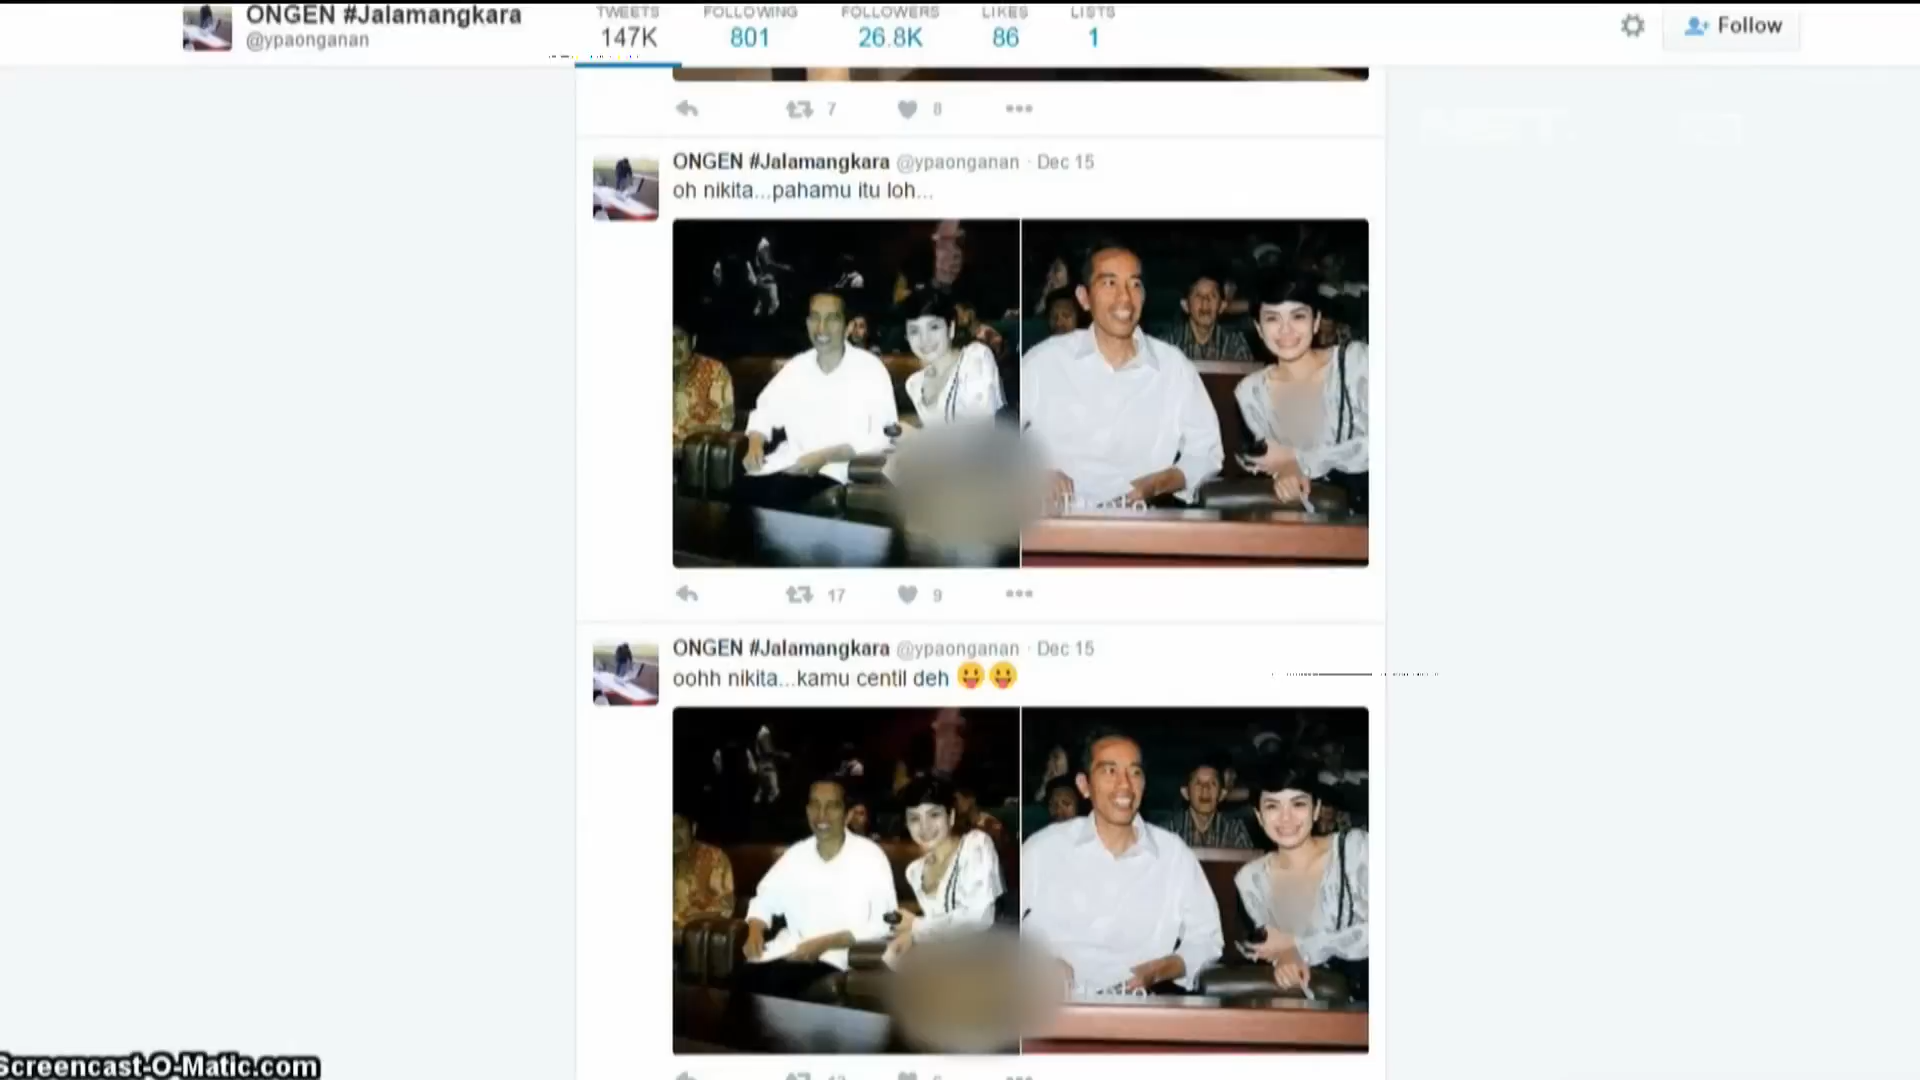 ONGEN #Jalamangkara
@ypaonganan
TWEETS
147K
FOLLOWING
801
FOLLOWERS
26.8K
LIKES
86
LISTS
1
Follow
7
8
ONGEN #Jalamangkara @ypaonganan · Dec 15
oh nikita...pahamu itu loh...
17
9
ONGEN #Jalamangkara @ypaonganan · Dec 15
oohh nikita...kamu centil deh 😛😛
Screencast-O-Matic.com